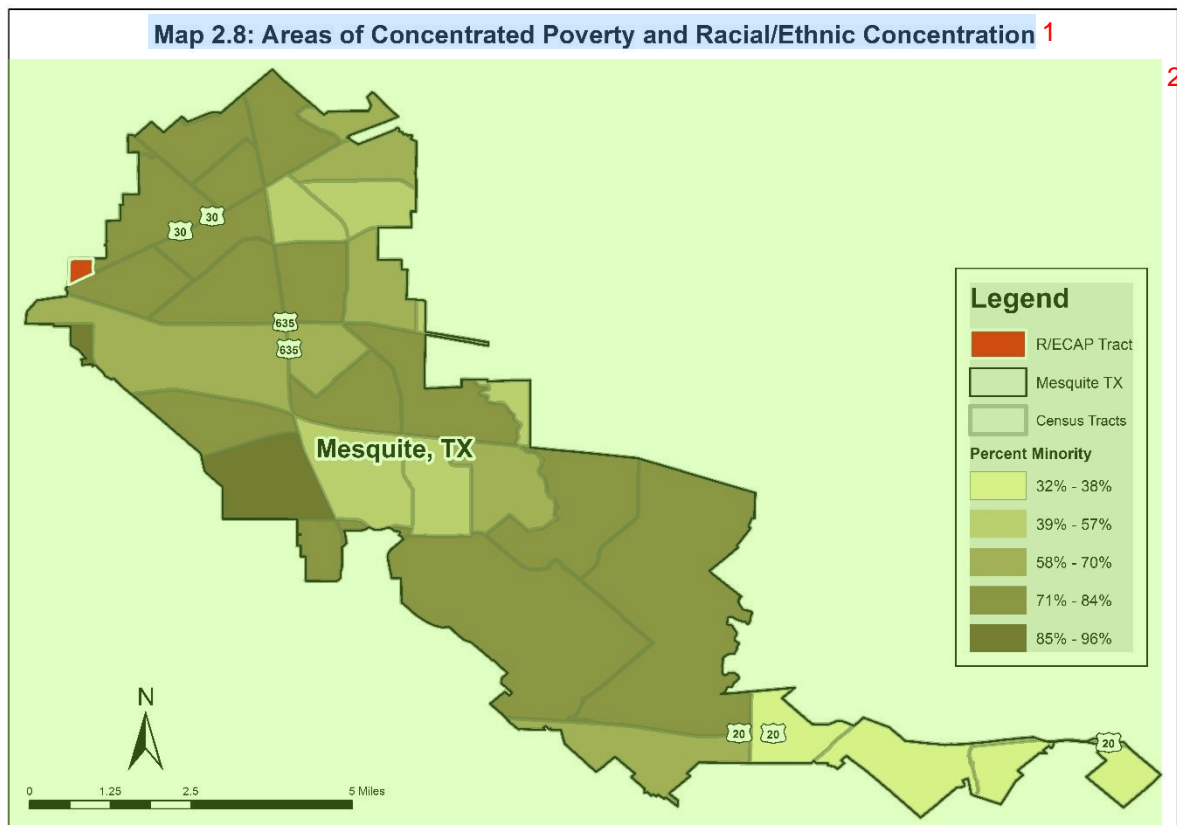 Map 2.8: Areas of Concentrated Poverty and Racial/Ethnic Concentration 1
2
30
30
635
635
Mesquite, TX
Legend
R/ECAP Tract
Mesquite TX
Census Tracts
Percent Minority
32% - 38%
39% - 57%
58% - 70%
71% - 84%
85% - 96%
N
20 20
20
0 1.25 2.5 5 Miles